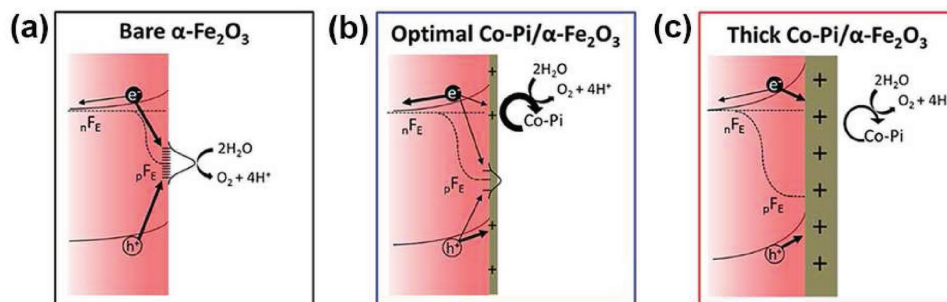 (a) Bare α-Fe₂O₃
e⁻
nFE
pFE
2H₂O
O₂ + 4H⁺
h⁺
(b) Optimal Co-Pi/α-Fe₂O₃
e⁻
nFE
pFE
h⁺
+
+
+
+
+
2H₂O
O₂ + 4H⁺
Co-Pi
(c) Thick Co-Pi/α-Fe₂O₃
e⁻
nFE
pFE
h⁺
+
+
+
+
+
+
2H₂O
O₂ + 4H
Co-Pi